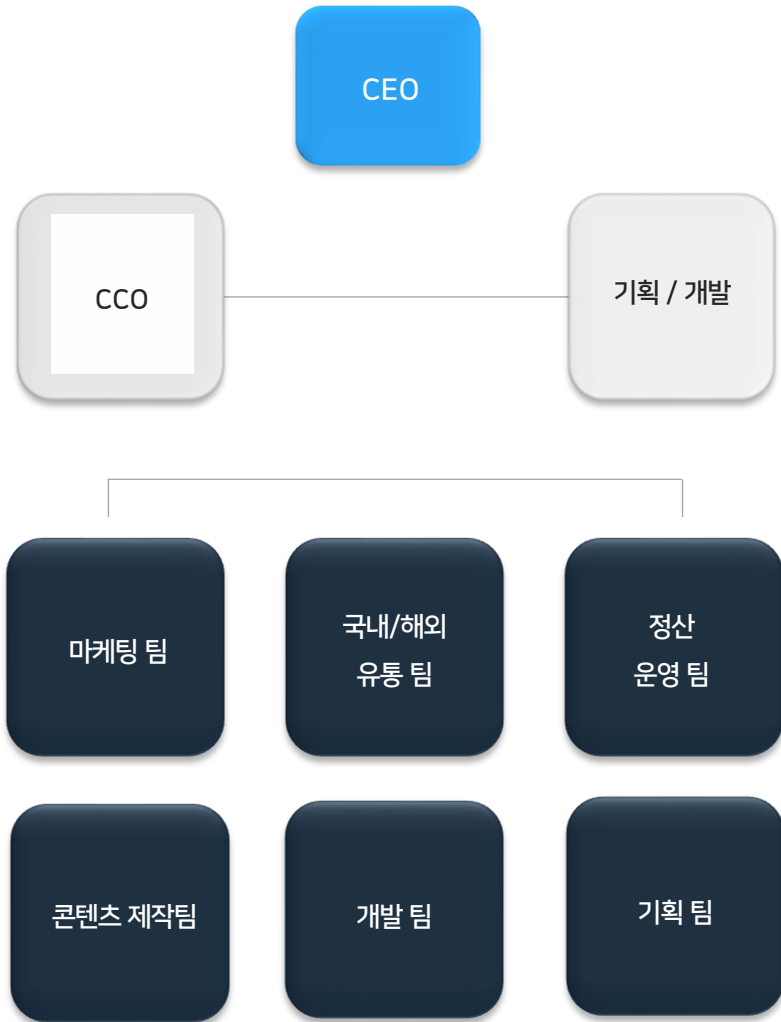 CEO
CCO
기획 / 개발
마케팅 팀
국내/해외
유통 팀
정산
운영 팀
콘텐츠 제작팀
개발 팀
기획 팀